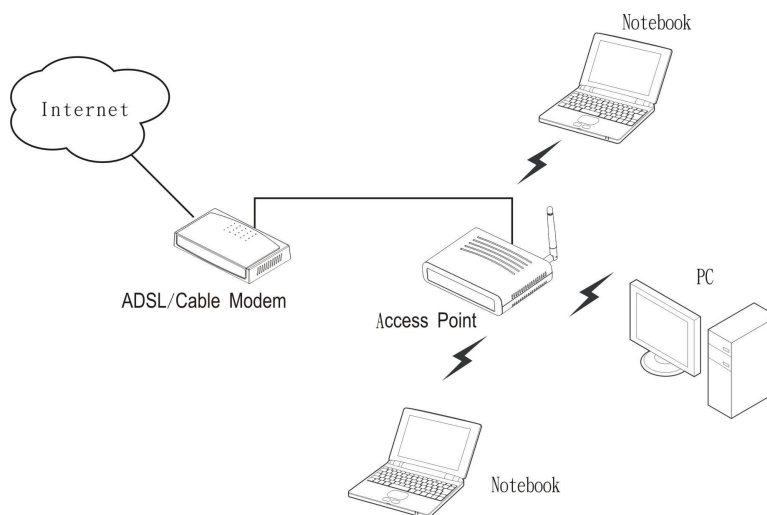 Notebook
Internet
ADSL/Cable Modem
Access Point
PC
Notebook